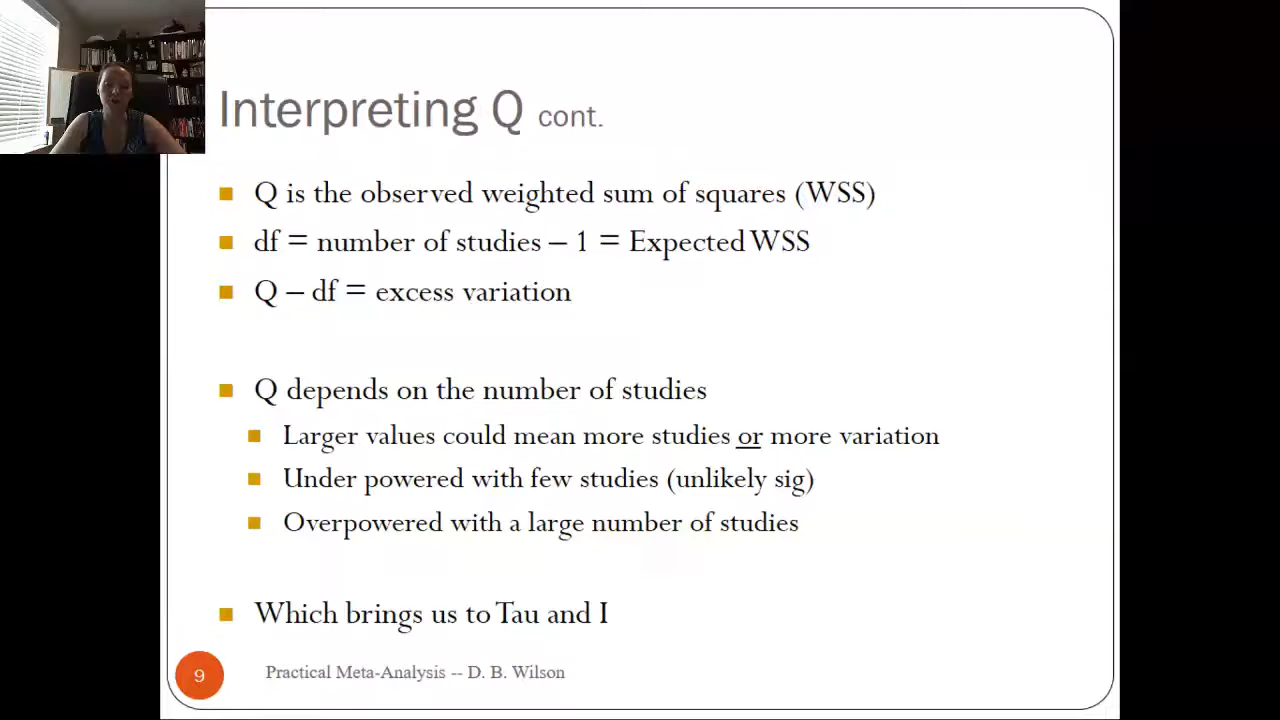 Interpreting Q cont.
Q is the observed weighted sum of squares (WSS)
df = number of studies – 1 = Expected WSS
Q – df = excess variation
Q depends on the number of studies
Larger values could mean more studies or more variation
Under powered with few studies (unlikely sig)
Overpowered with a large number of studies
Which brings us to Tau and I
9
Practical Meta-Analysis -- D. B. Wilson